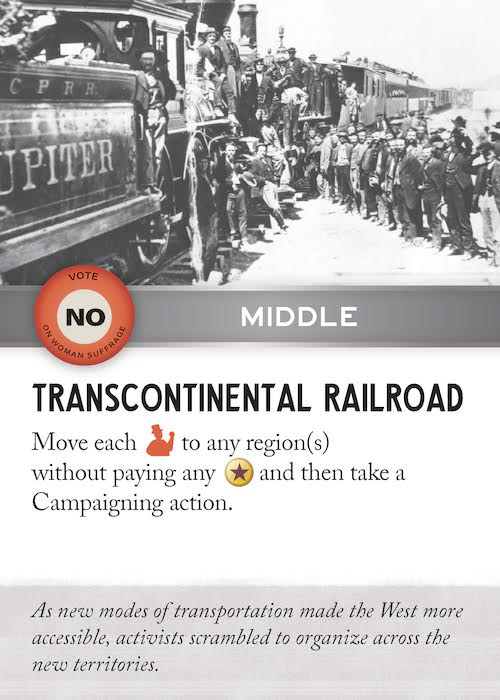 C P R R
JUPITER
VOTE
NO
ON WOMAN SUFFRAGE
MIDDLE
TRANSCONTINENTAL RAILROAD
Move each to any region(s)
without paying any and then take a
Campaigning action.
As new modes of transportation made the West more
accessible, activists scrambled to organize across the
new territories.